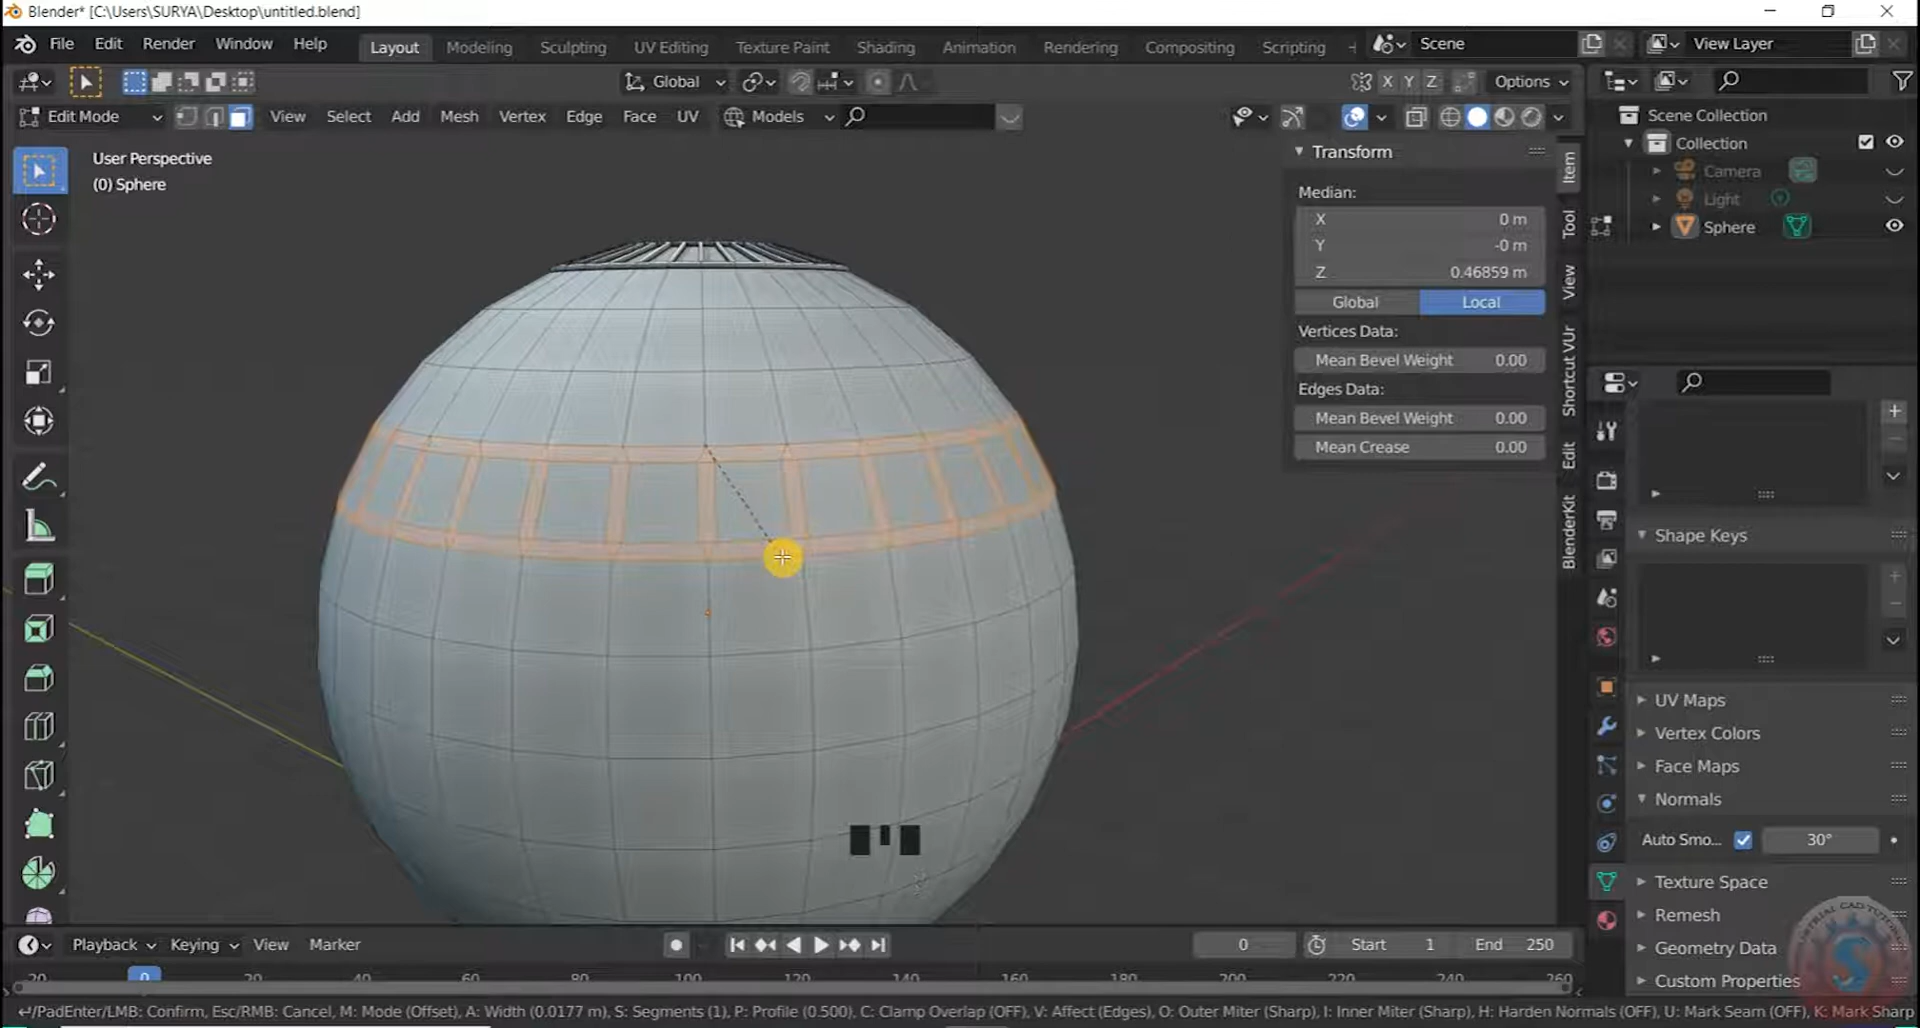 Blender* [C:\Users\SURYA\Desktop\untitled.blend]
File Edit Render Window Help Layout Modeling Sculpting UV Editing Texture Paint Shading Animation Rendering Compositing Scripting Scene View Layer
Global X Y Z Options
Edit Mode View Select Add Mesh Vertex Edge Face UV Models
User Perspective
(0) Sphere
Transform
Median:
X 0 m
Y -0 m
Z 0.46859 m
Global Local
Vertices Data:
Mean Bevel Weight 0.00
Edges Data:
Mean Bevel Weight 0.00
Mean Crease 0.00
Item
Tool
View
Shortcut VUr
Edit
BlenderKit
Scene Collection
Collection
Camera
Light
Sphere
Shape Keys
UV Maps
Vertex Colors
Face Maps
Normals
Auto Smo... 30°
Texture Space
Remesh
Geometry Data
Custom Properties
Playback Keying View Marker 0 Start 1 End 250
-20 0 20 40 60 80 100 120 140 160 180 200 220 240 260
↵/PadEnter/LMB: Confirm, Esc/RMB: Cancel, M: Mode (Offset), A: Width (0.0177 m), S: Segments (1), P: Profile (0.500), C: Clamp Overlap (OFF), V: Affect (Edges), O: Outer Miter (Sharp), I: Inner Miter (Sharp), H: Harden Normals (OFF), U: Mark Seam (OFF), K: Mark Sharp